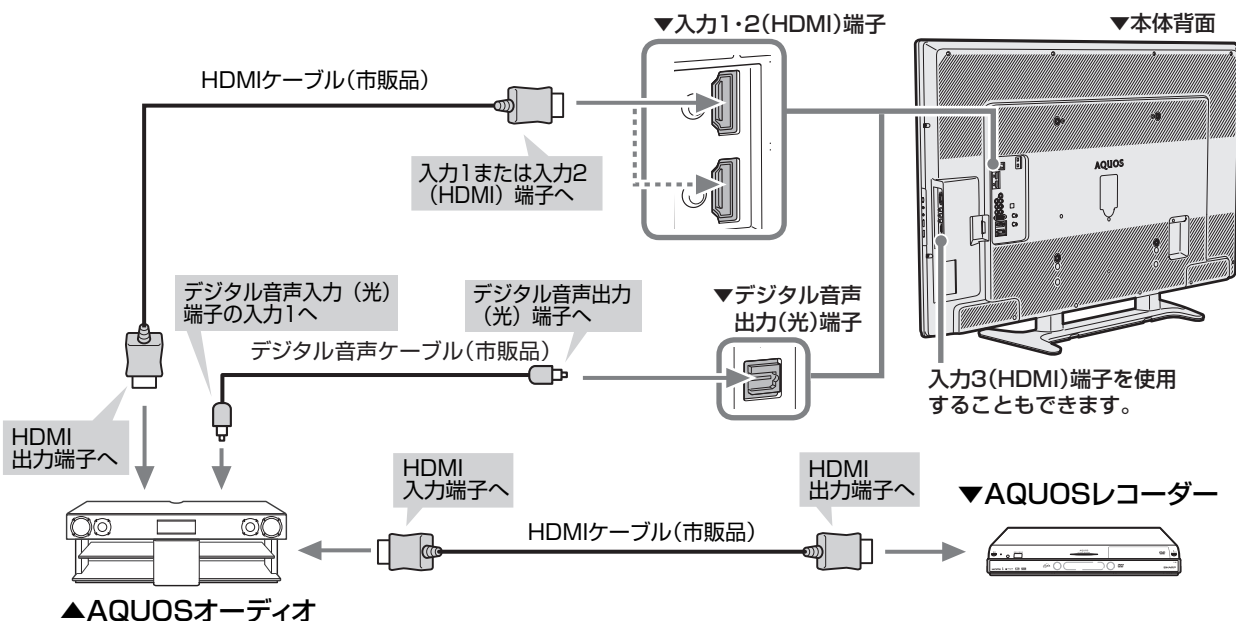 ▼入力1・2(HDMI)端子
▼本体背面
HDMIケーブル(市販品)
入力1または入力2
(HDMI)端子へ
AQUOS
デジタル音声入力(光)
端子の入力1へ
デジタル音声出力
(光)端子へ
▼デジタル音声
出力(光)端子
デジタル音声ケーブル(市販品)
入力3(HDMI)端子を使用
することもできます。
HDMI
出力端子へ
HDMI
入力端子へ
HDMI
出力端子へ
▼AQUOSレコーダー
HDMIケーブル(市販品)
▲AQUOSオーディオ